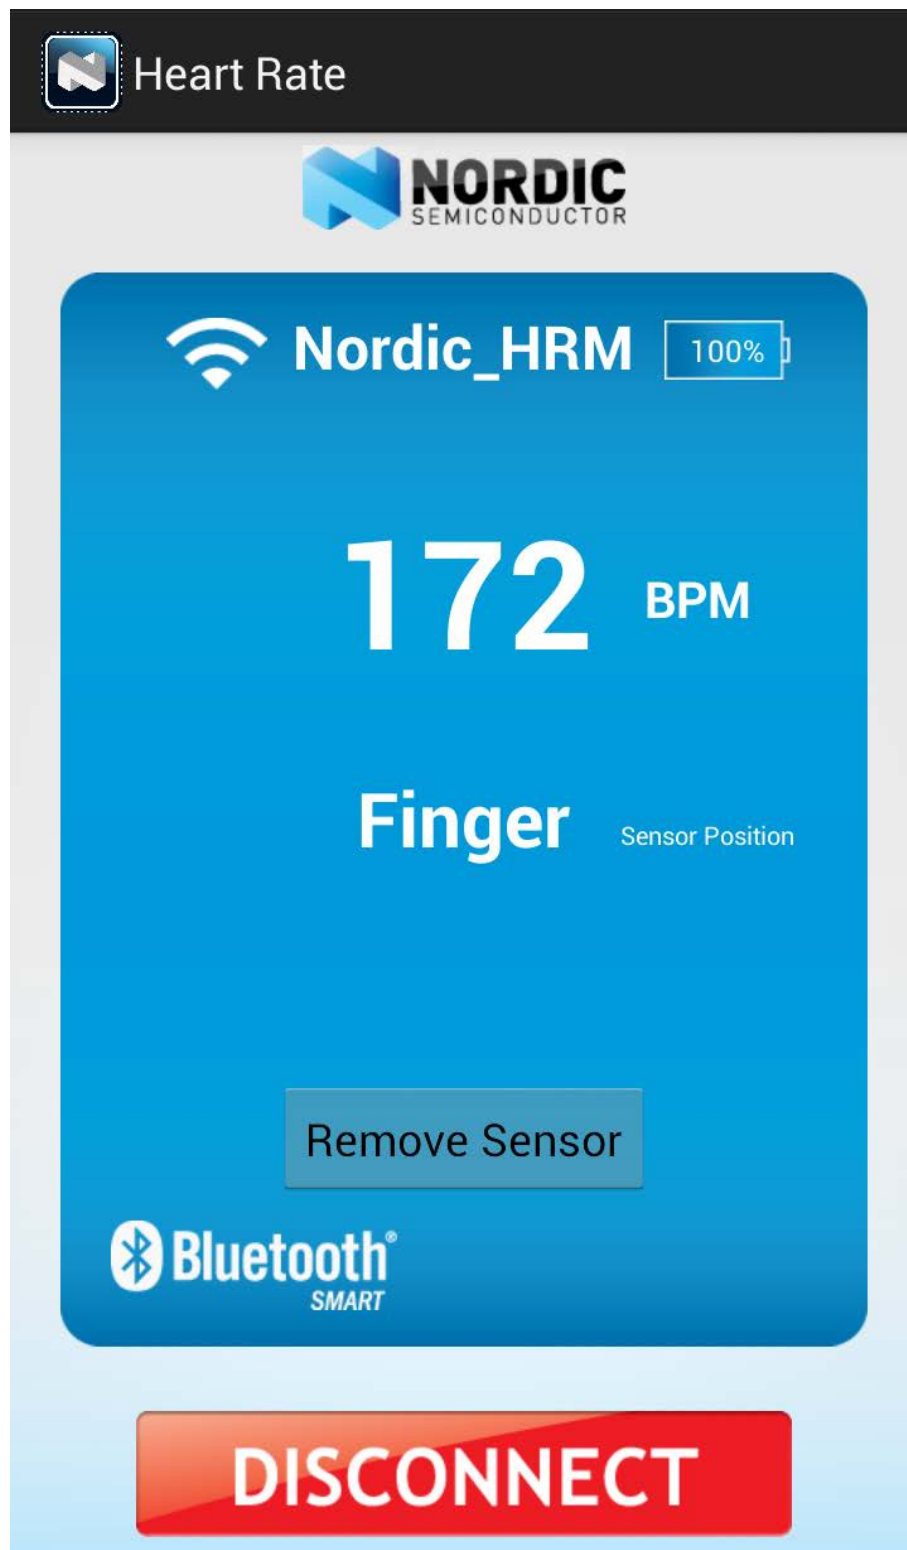 Heart Rate
NORDIC
SEMICONDUCTOR
Nordic_HRM 100%
172 BPM
Finger Sensor Position
Remove Sensor
Bluetooth®
SMART
DISCONNECT